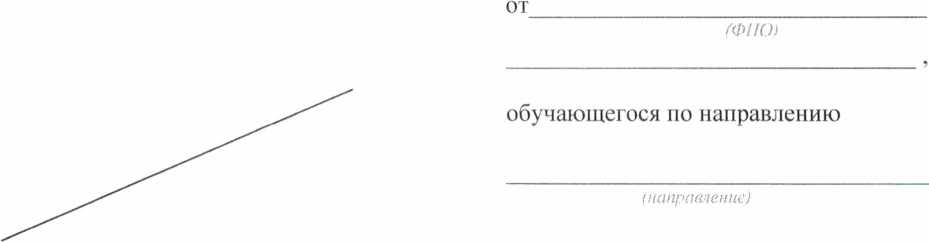 от
(ФИО)
,
обучающегося по направлению
(направление)